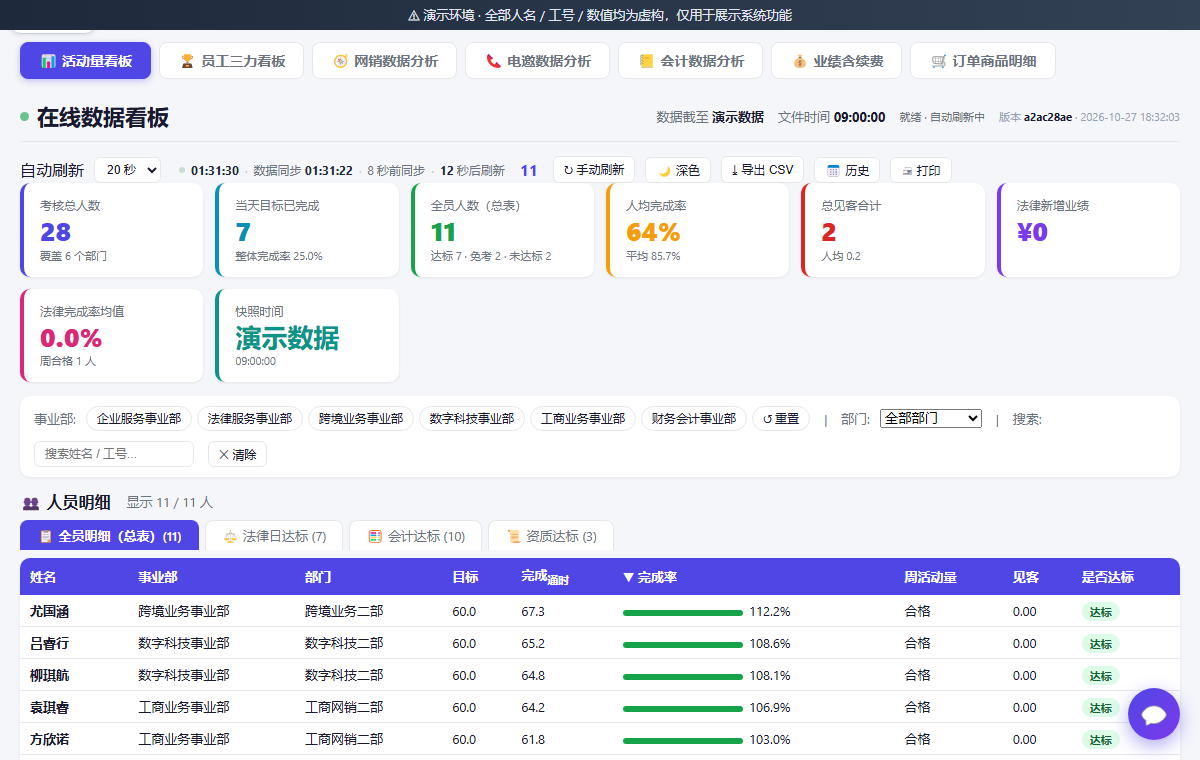 ⚠ 演示环境 · 全部人名 / 工号 / 数值均为虚构，仅用于展示系统功能
活动量看板 员工三力看板 网销数据分析 电邀数据分析 会计数据分析 业绩含续费 订单商品明细
在线数据看板 数据截至 演示数据 文件时间 09:00:00 就绪 · 自动刷新中 版本 a2ac28ae · 2026-10-27 18:32:03
自动刷新 20 秒 01:31:30 · 数据同步 01:31:22 · 8 秒前同步 · 12 秒后刷新 11 ↻ 手动刷新 深色 ⭳导出 CSV 历史 打印
考核总人数 当天目标已完成 全员人数（总表） 人均完成率 总见客合计 法律新增业绩
28 7 11 64% 2 ¥0
覆盖 6 个部门 整体完成率 25.0% 达标 7 · 免考 2 · 未达标 2 平均 85.7% 人均 0.2
法律完成率均值 快照时间
0.0% 演示数据
周合格 1 人 09:00:00
事业部: 企业服务事业部 法律服务事业部 跨境业务事业部 数字科技事业部 工商业务事业部 财务会计事业部 ↺ 重置 | 部门: 全部部门 | 搜索:
搜索姓名 / 工号... ✕ 清除
人员明细 显示 11 / 11 人
全员明细（总表）(11) 法律日达标 (7) 会计达标 (10) 资质达标 (3)
姓名 事业部 部门 目标 完成通时 ▼ 完成率 周活动量 见客 是否达标
尤国涵 跨境业务事业部 跨境业务二部 60.0 67.3 112.2% 合格 0.00 达标
吕睿行 数字科技事业部 数字科技二部 60.0 65.2 108.6% 合格 0.00 达标
柳琪航 数字科技事业部 数字科技二部 60.0 64.8 108.1% 合格 0.00 达标
袁琪睿 工商业务事业部 工商网销二部 60.0 64.2 106.9% 合格 0.00 达标
方欣诺 工商业务事业部 工商网销二部 60.0 61.8 103.0% 合格 0.00 达标